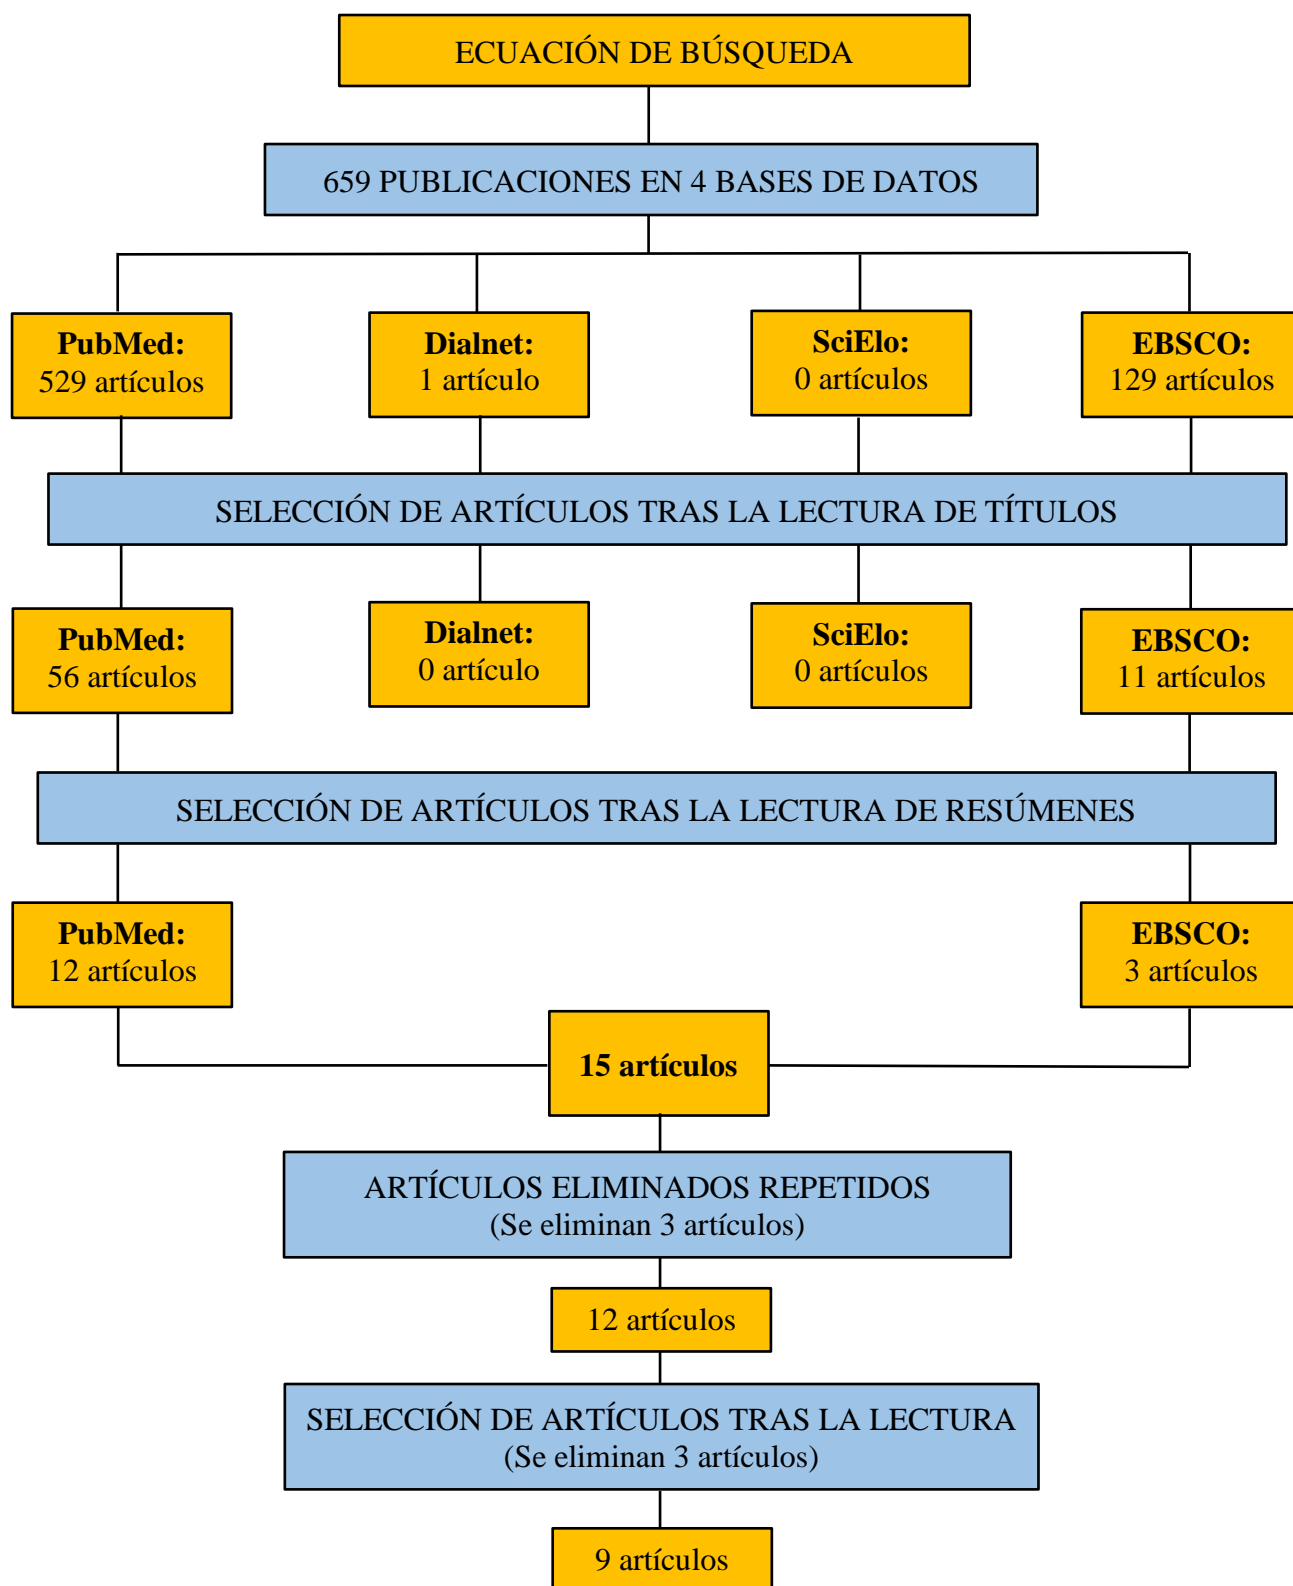 ECUACIÓN DE BÚSQUEDA
659 PUBLICACIONES EN 4 BASES DE DATOS
PubMed:
529 artículos
Dialnet:
1 artículo
SciElo:
0 artículos
EBSCO:
129 artículos
SELECCIÓN DE ARTÍCULOS TRAS LA LECTURA DE TÍTULOS
PubMed:
56 artículos
Dialnet:
0 artículo
SciElo:
0 artículos
EBSCO:
11 artículos
SELECCIÓN DE ARTÍCULOS TRAS LA LECTURA DE RESÚMENES
PubMed:
12 artículos
EBSCO:
3 artículos
15 artículos
ARTÍCULOS ELIMINADOS REPETIDOS
(Se eliminan 3 artículos)
12 artículos
SELECCIÓN DE ARTÍCULOS TRAS LA LECTURA
(Se eliminan 3 artículos)
9 artículos